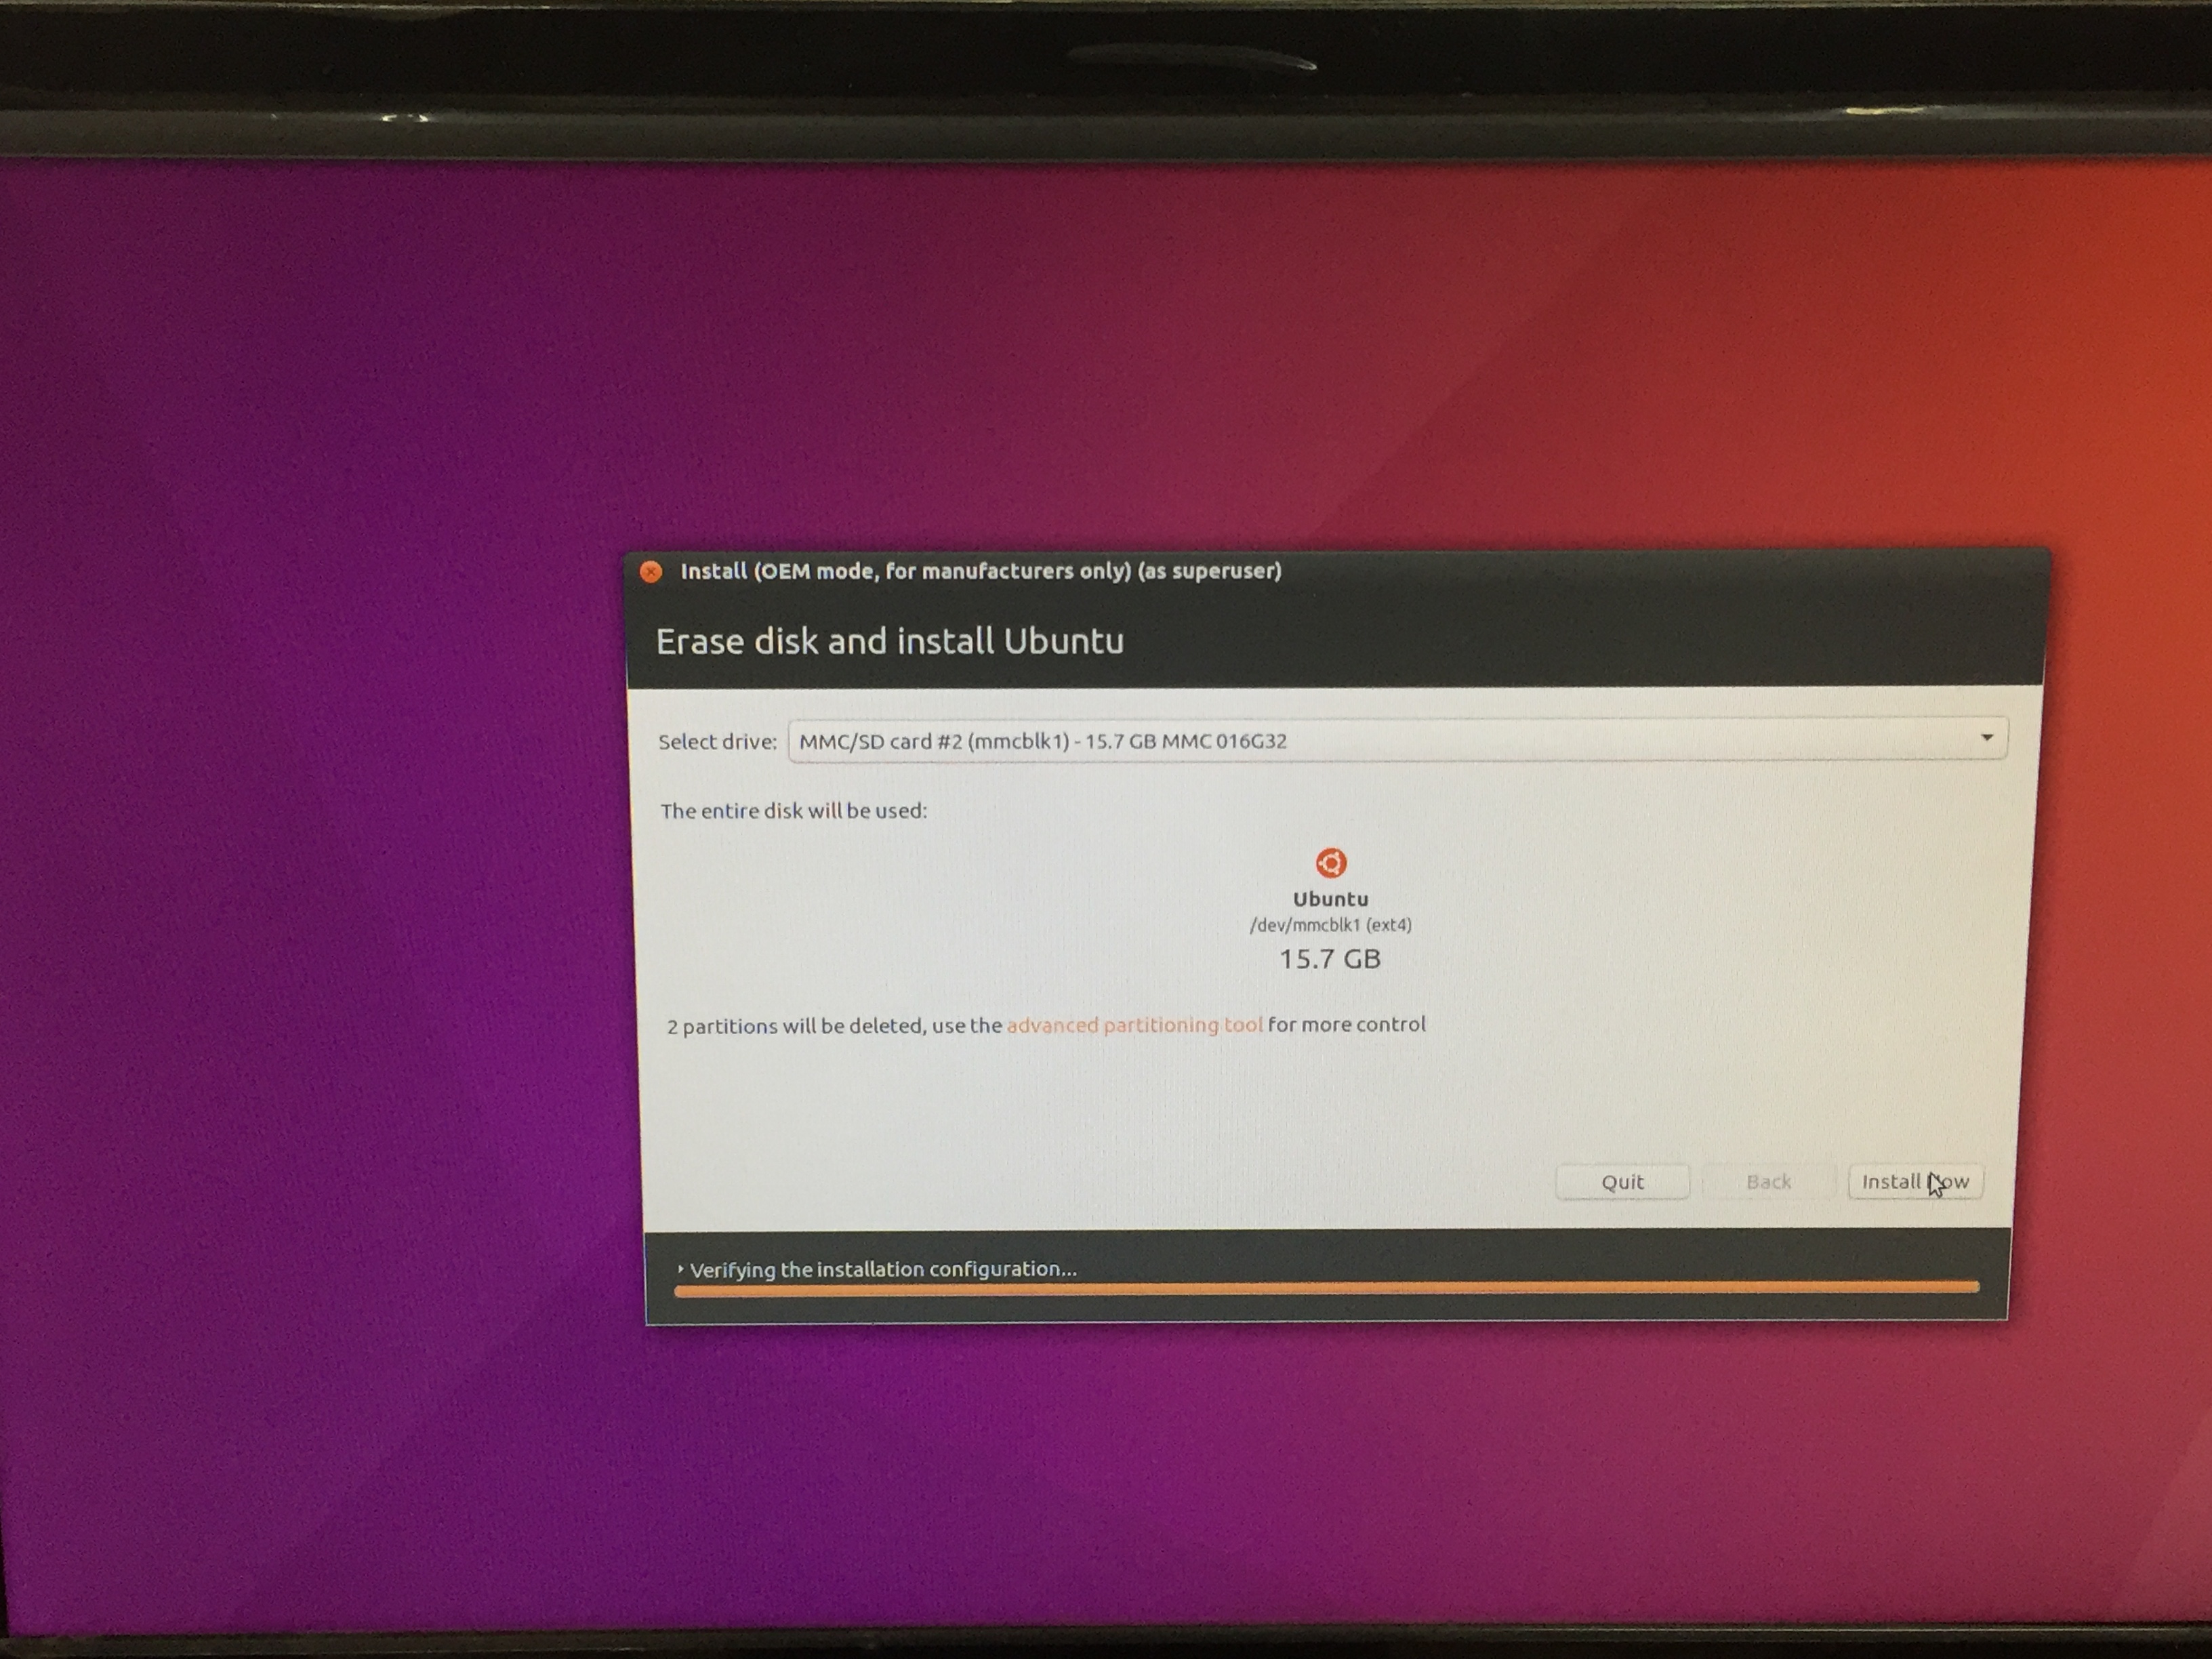 Install (OEM mode, for manufacturers only) (as superuser)
Erase disk and install Ubuntu
Select drive: MMC/SD card #2 (mmcblk1) - 15.7 GB MMC 016G32
The entire disk will be used:
Ubuntu
/dev/mmcblk1 (ext4)
15.7 GB
2 partitions will be deleted, use the advanced partitioning tool for more control
Quit Back Install Now
Verifying the installation configuration...